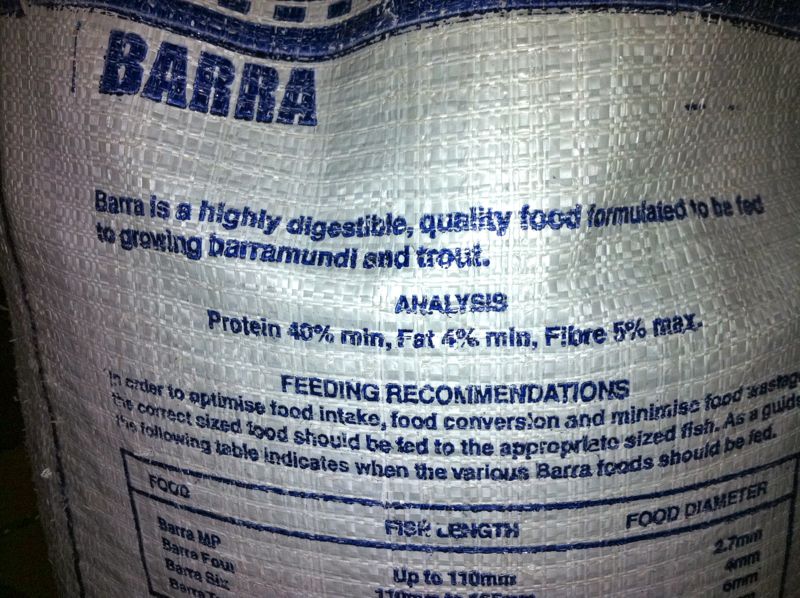 BARRA
Barra is a highly digestible, quality food formulated to be fed
to growing barramundi and trout.
ANALYSIS
Protein 40% min, Fat 4% min, Fibre 5% max.
FEEDING RECOMMENDATIONS
In order to optimise food intake, food conversion and minimise food wastag
the correct sized food should be fed to the appropriate sized fish. As a guide
the following table indicates when the various Barra foods should be fed.
FOOD FISH LENGTH FOOD DIAMETER
Barra MP Up to 110mm 2.7mm
Barra Four 4mm
Barra Six 6mm
Barra